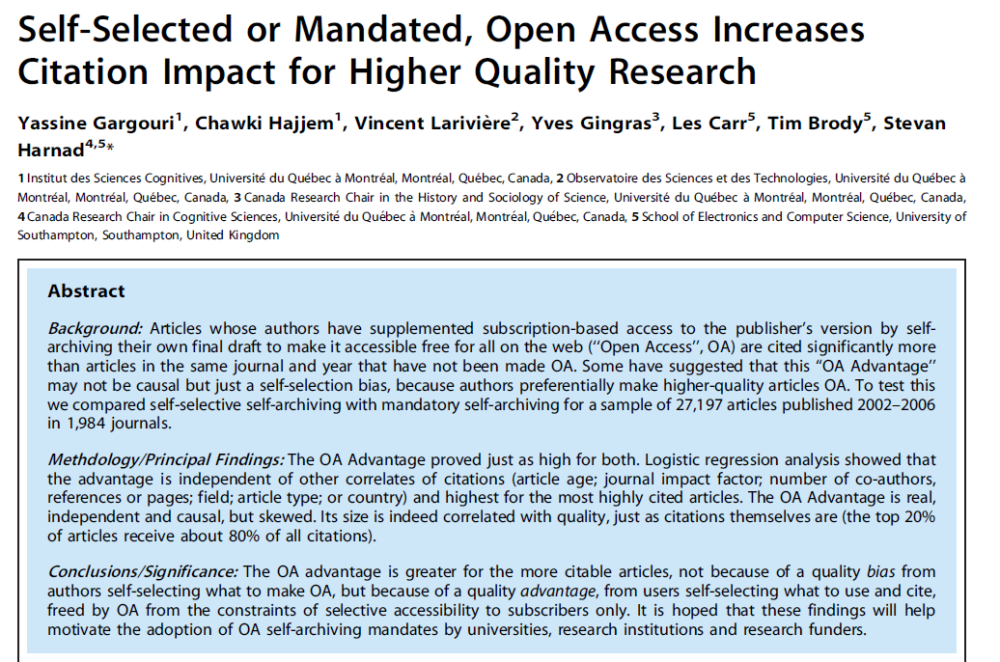 Self-Selected or Mandated, Open Access Increases
Citation Impact for Higher Quality Research
Yassine Gargouri1, Chawki Hajjem1, Vincent Larivière2, Yves Gingras3, Les Carr5, Tim Brody5, Stevan
Harnad4,5*
1 Institut des Sciences Cognitives, Université du Québec à Montréal, Montréal, Québec, Canada, 2 Observatoire des Sciences et des Technologies, Université du Québec à
Montréal, Montréal, Québec, Canada, 3 Canada Research Chair in the History and Sociology of Science, Université du Québec à Montréal, Montréal, Québec, Canada,
4 Canada Research Chair in Cognitive Sciences, Université du Québec à Montréal, Montréal, Québec, Canada, 5 School of Electronics and Computer Science, University of
Southampton, Southampton, United Kingdom
Abstract
Background: Articles whose authors have supplemented subscription-based access to the publisher's version by self-
archiving their own final draft to make it accessible free for all on the web (''Open Access'', OA) are cited significantly more
than articles in the same journal and year that have not been made OA. Some have suggested that this "OA Advantage''
may not be causal but just a self-selection bias, because authors preferentially make higher-quality articles OA. To test this
we compared self-selective self-archiving with mandatory self-archiving for a sample of 27,197 articles published 2002–2006
in 1,984 journals.
Methdology/Principal Findings: The OA Advantage proved just as high for both. Logistic regression analysis showed that
the advantage is independent of other correlates of citations (article age; journal impact factor; number of co-authors,
references or pages; field; article type; or country) and highest for the most highly cited articles. The OA Advantage is real,
independent and causal, but skewed. Its size is indeed correlated with quality, just as citations themselves are (the top 20%
of articles receive about 80% of all citations).
Conclusions/Significance: The OA advantage is greater for the more citable articles, not because of a quality bias from
authors self-selecting what to make OA, but because of a quality advantage, from users self-selecting what to use and cite,
freed by OA from the constraints of selective accessibility to subscribers only. It is hoped that these findings will help
motivate the adoption of OA self-archiving mandates by universities, research institutions and research funders.